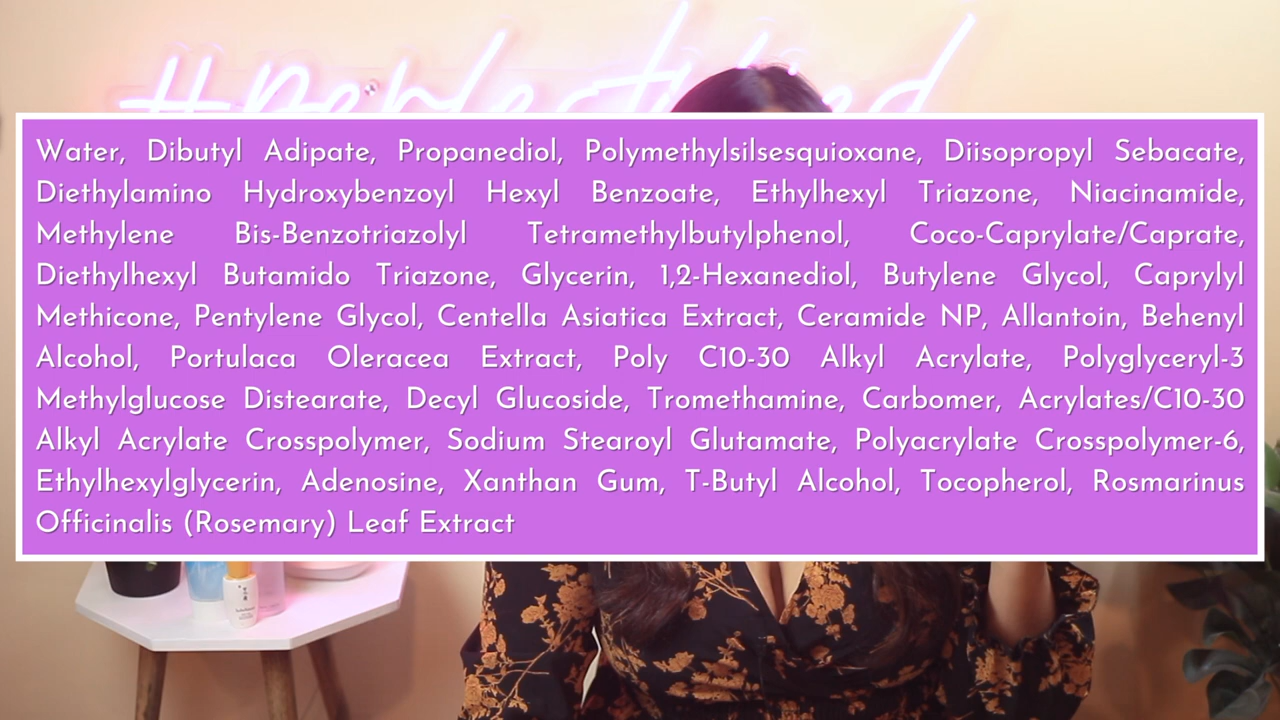 Water, Dibutyl Adipate, Propanediol, Polymethylsilsesquioxane, Diisopropyl Sebacate,
Diethylamino Hydroxybenzoyl Hexyl Benzoate, Ethylhexyl Triazone, Niacinamide,
Methylene Bis-Benzotriazolyl Tetramethylbutylphenol, Coco-Caprylate/Caprate,
Diethylhexyl Butamido Triazone, Glycerin, 1,2-Hexanediol, Butylene Glycol, Caprylyl
Methicone, Pentylene Glycol, Centella Asiatica Extract, Ceramide NP, Allantoin, Behenyl
Alcohol, Portulaca Oleracea Extract, Poly C10-30 Alkyl Acrylate, Polyglyceryl-3
Methylglucose Distearate, Decyl Glucoside, Tromethamine, Carbomer, Acrylates/C10-30
Alkyl Acrylate Crosspolymer, Sodium Stearoyl Glutamate, Polyacrylate Crosspolymer-6,
Ethylhexylglycerin, Adenosine, Xanthan Gum, T-Butyl Alcohol, Tocopherol, Rosmarinus
Officinalis (Rosemary) Leaf Extract